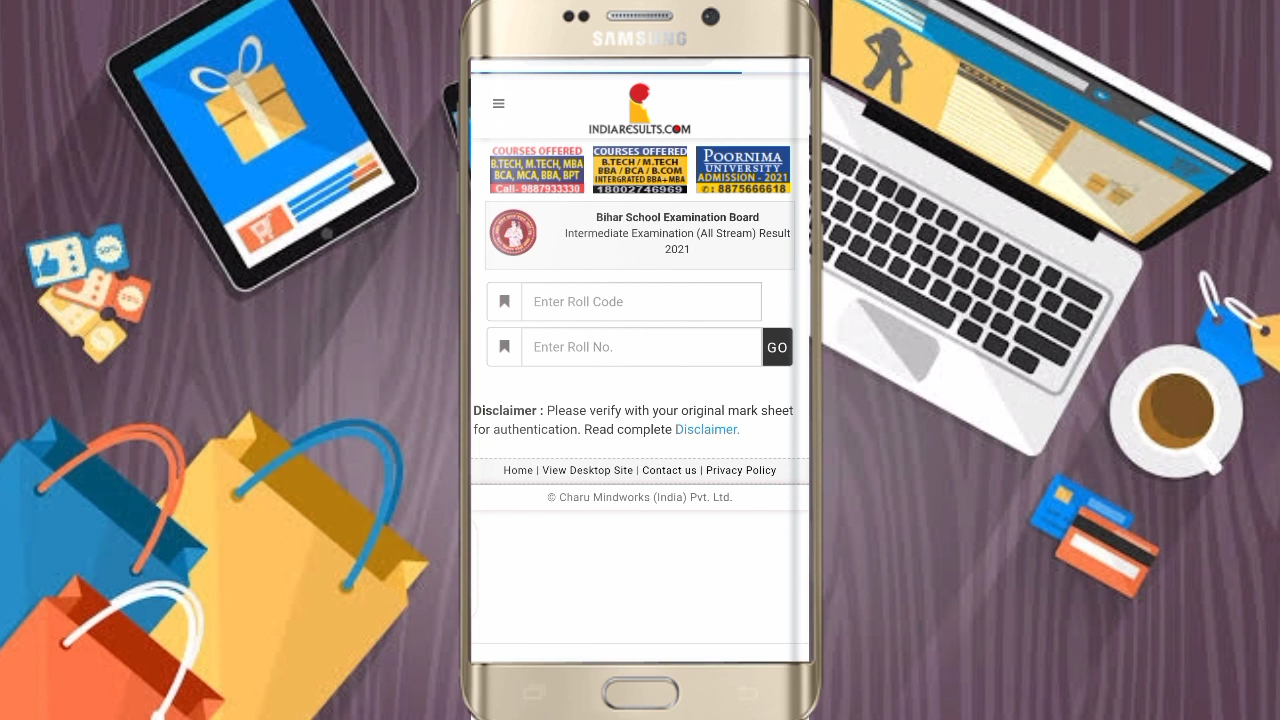 SAMSUNG
INDIARESULTS.COM
COURSES OFFERED
B.TECH, M.TECH, MBA
BCA, MCA, BBA, BPT
Call- 9887933330
COURSES OFFERED
B.TECH / M.TECH
BBA / BCA / B.COM
INTERGRATED BBA+MBA
18002746969
POORNIMA
UNIVERSITY
ADMISSION - 2021
: 8875666618
Bihar School Examination Board
Intermediate Examination (All Stream) Result
2021
Enter Roll Code
Enter Roll No.
GO
Disclaimer : Please verify with your original mark sheet
for authentication. Read complete Disclaimer.
Home | View Desktop Site | Contact us | Privacy Policy
© Charu Mindworks (India) Pvt. Ltd.
50%